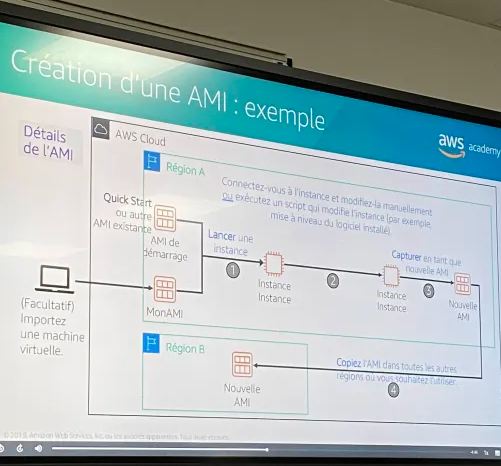 Création d'une AMI : exemple
aws academy
Détails
de l'AMI
AWS Cloud
Région A
Connectez-vous à l'instance et modifiez-la manuellement
ou exécutez un script qui modifie l'instance (par exemple,
mise à niveau du logiciel installé)
Quick Start
ou autre
AMI existante
AMI de
démarrage
Lancer une
instance
1
Instance
Instance
2
Capturer en tant que
nouvelle AMI
3
Instance
Instance
Nouvelle
AMI
(Facultatif)
Importez
une machine
virtuelle.
MonAMI
Région B
Nouvelle
AMI
Copiez l'AMI dans toutes les autres
régions où vous souhaitez l'utiliser.
4
© 2019, Amazon Web Services, Inc. ou ses sociétés apparentées. Tous droits réservés.
1x